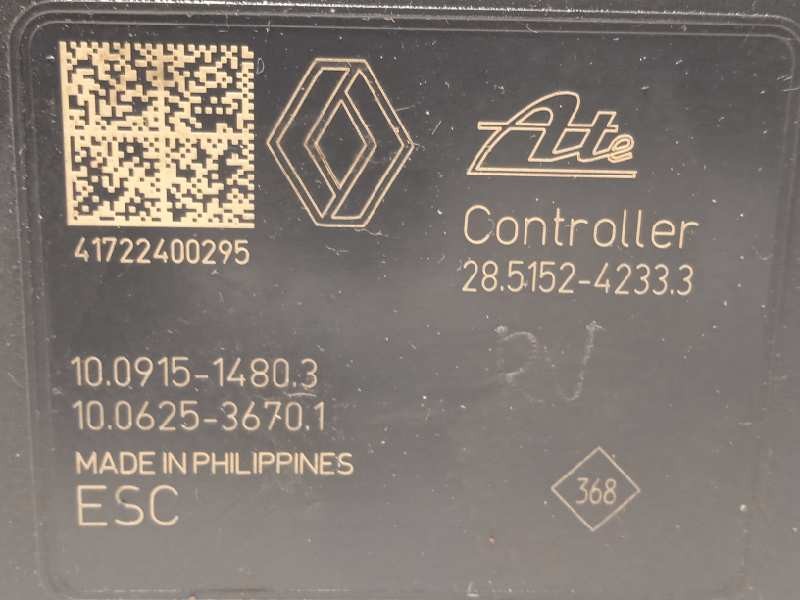 41722400295
Ate
Controller
28.5152-4233.3
10.0915-1480.3
10.0625-3670.1
MADE IN PHILIPPINES
ESC
368